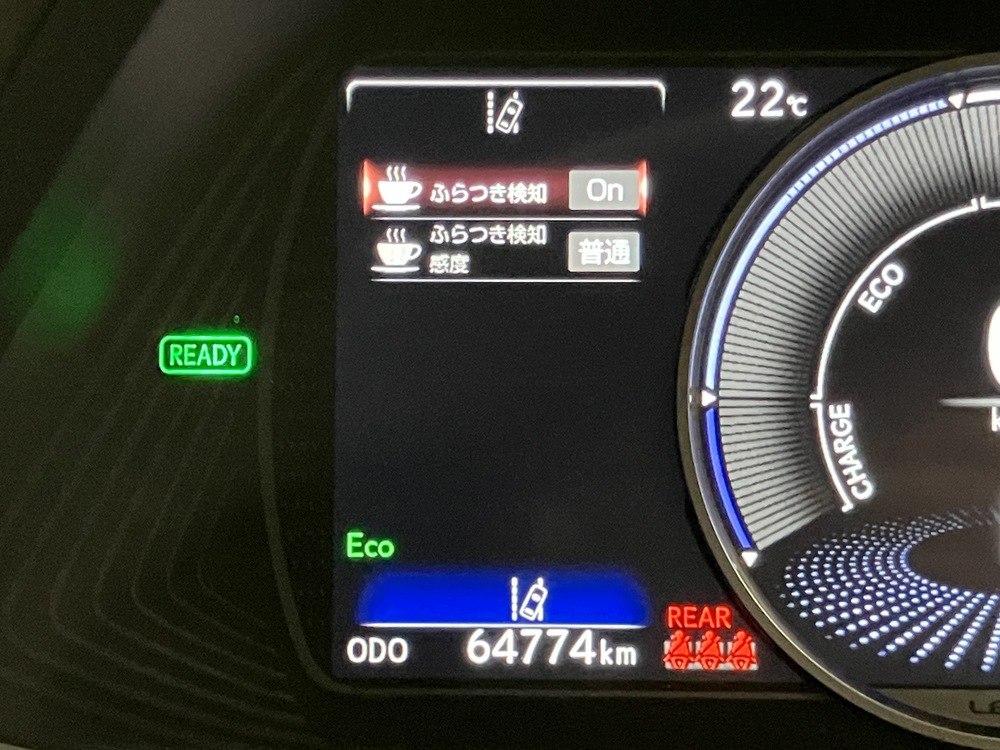 22℃
ふらつき検知 On
ふらつき検知
感度 普通
ECO
READY
CHARGE
Eco
REAR
ODO 64774km